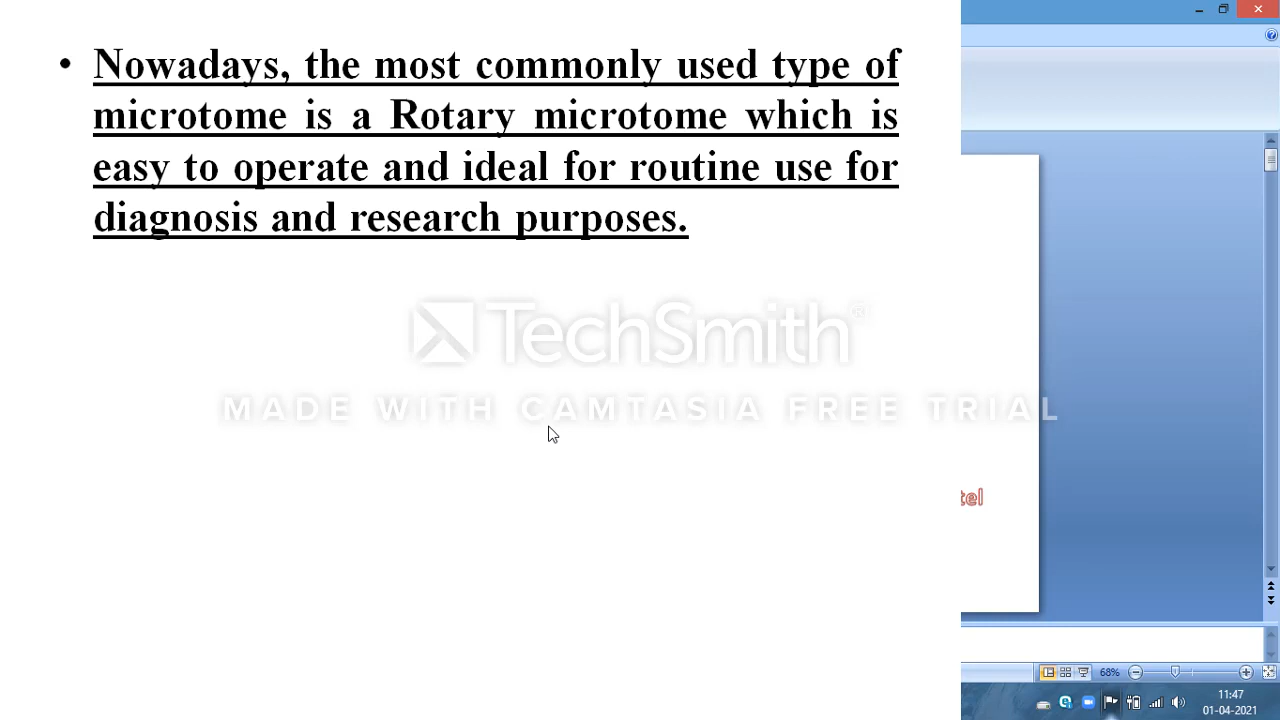 • Nowadays, the most commonly used type of
microtome is a Rotary microtome which is
easy to operate and ideal for routine use for
diagnosis and research purposes.
TechSmith®
MADE WITH CAMTASIA FREE TRIAL
tel
68%
11:47
01-04-2021